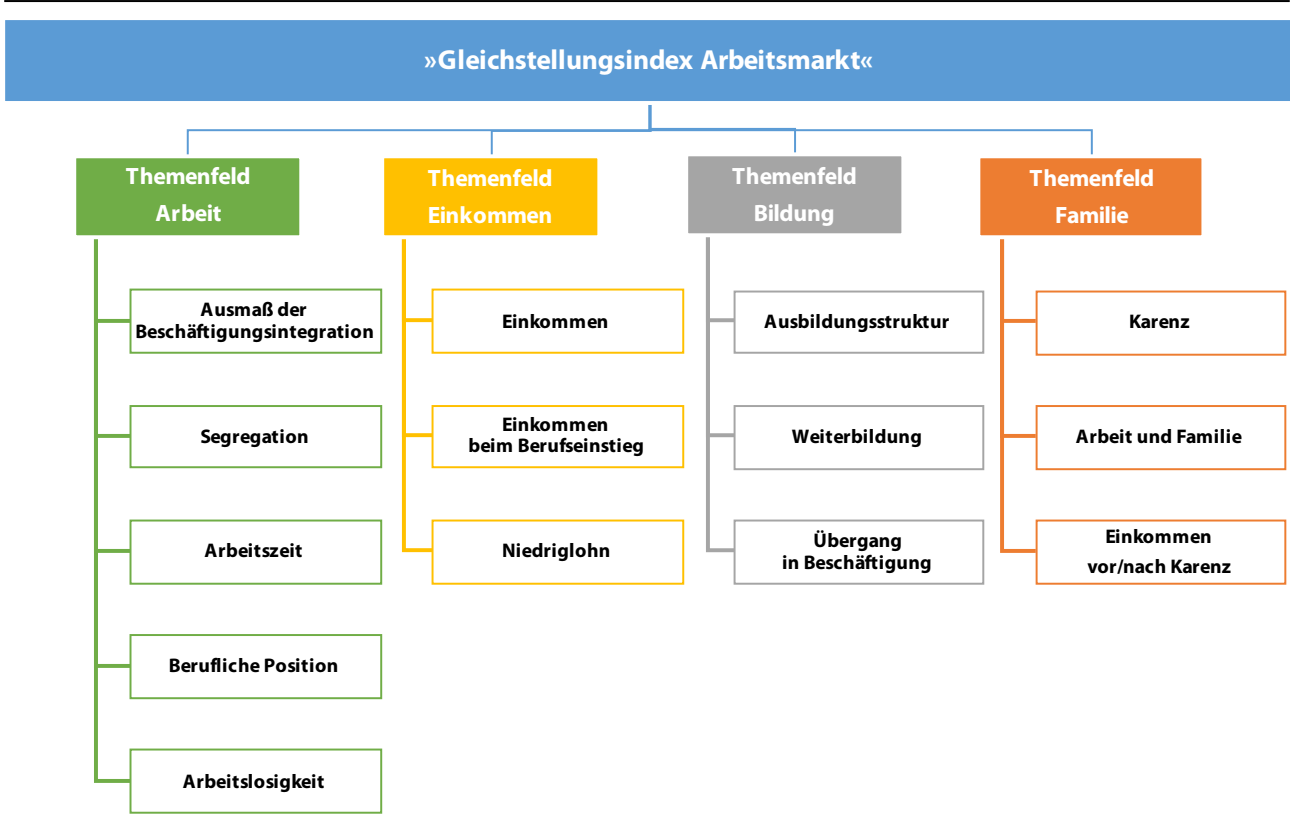 »Gleichstellungsindex Arbeitsmarkt«
Themenfeld
Arbeit
Ausmaß der
Beschäftigungsintegration
Segregation
Arbeitszeit
Berufliche Position
Arbeitslosigkeit
Themenfeld
Einkommen
Einkommen
Einkommen
beim Berufseinstieg
Niedriglohn
Themenfeld
Bildung
Ausbildungsstruktur
Weiterbildung
Übergang
in Beschäftigung
Themenfeld
Familie
Karenz
Arbeit und Familie
Einkommen
vor/nach Karenz